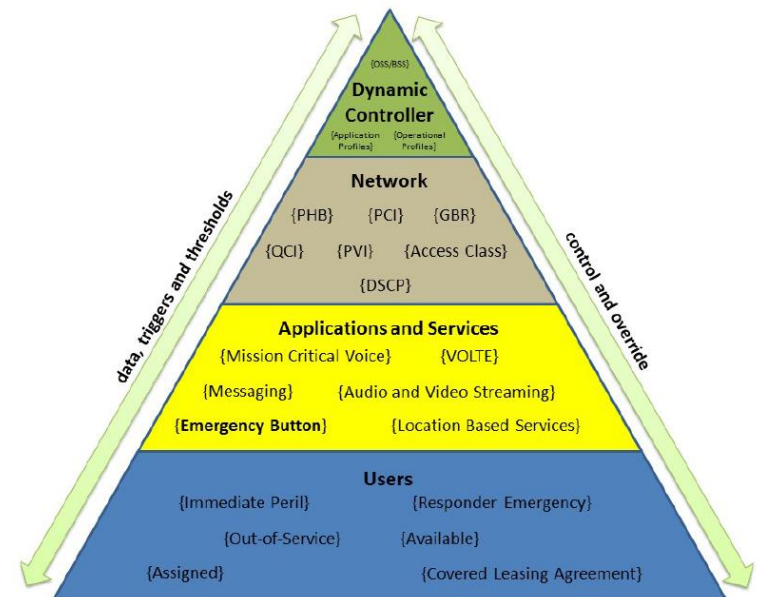 {OSS/BSS}
Dynamic
Controller
{Application
Profiles}
{Operational
Profiles}
Network
{PHB} {PCI} {GBR}
{QCI} {PVI} {Access Class}
{DSCP}
Applications and Services
{Mission Critical Voice} {VOLTE}
{Messaging} {Audio and Video Streaming}
{Emergency Button} {Location Based Services}
Users
{Immediate Peril} {Responder Emergency}
{Out-of-Service} {Available}
{Assigned} {Covered Leasing Agreement}
data, triggers and thresholds
control and override